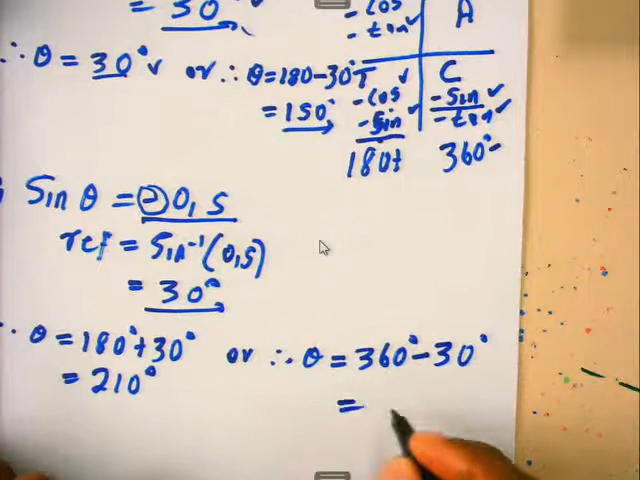 = 30°
- cos
- tan
A
∴ θ = 30° or ∴ θ = 180 - 30°
= 150°
T
- cos
- sin
180+
C
- sin
- tan
360° -
Sin θ = - 0,5
ref = Sin⁻¹(0,5)
= 30°
∴ θ = 180° + 30° or ∴ θ = 360° - 30°
= 210°
=